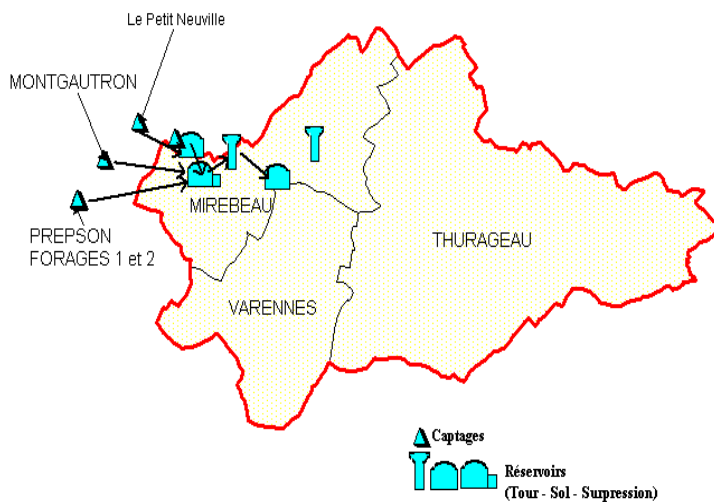 Le Petit Neuville
MONTGAUTRON
PREPSON
FORAGES 1 et 2
MIREBEAU
THURAGEAU
VARENNES
Captages
Réservoirs
(Tour - Sol - Surpression)